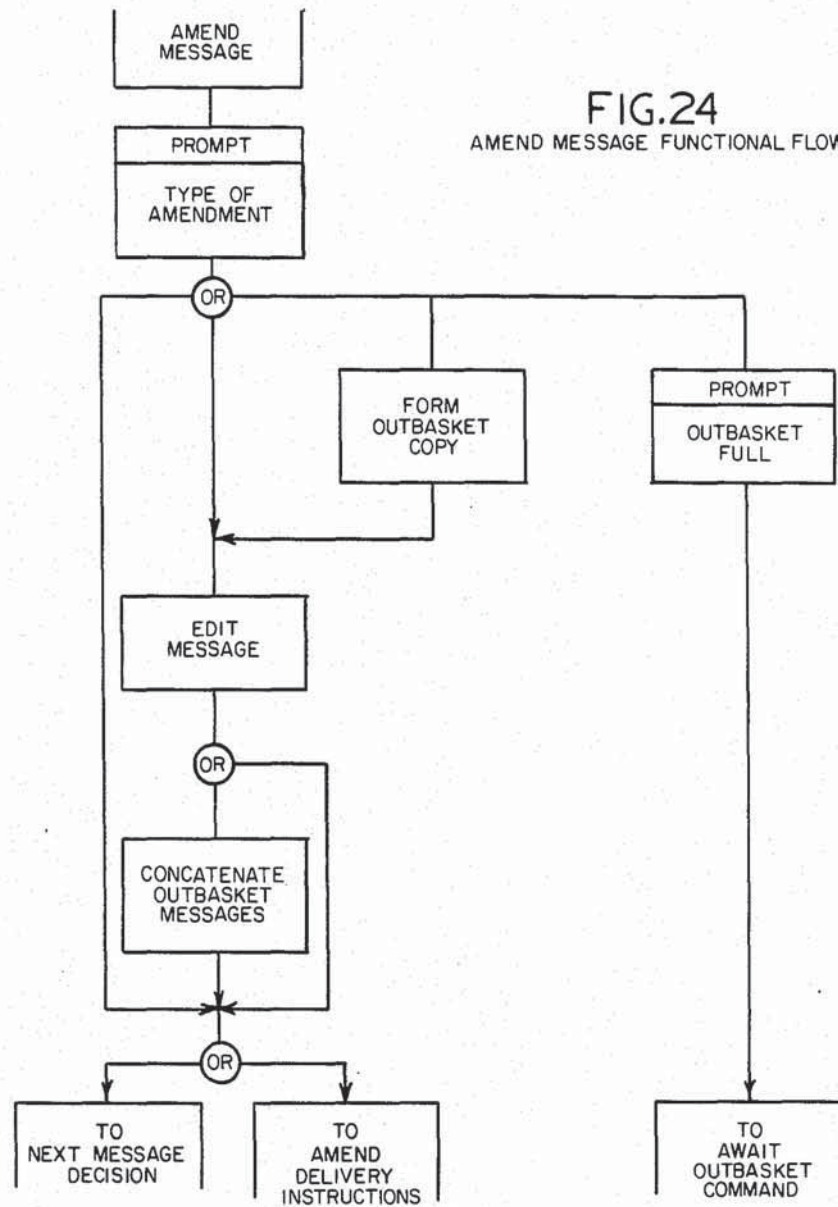 AMEND
MESSAGE
FIG.24
AMEND MESSAGE FUNCTIONAL FLOW
PROMPT
TYPE OF
AMENDMENT
OR
FORM
OUTBASKET
COPY
PROMPT
OUTBASKET
FULL
EDIT
MESSAGE
OR
CONCATENATE
OUTBASKET
MESSAGES
OR
TO
NEXT MESSAGE
DECISION
TO
AMEND
DELIVERY
INSTRUCTIONS
TO
AWAIT
OUTBASKET
COMMAND